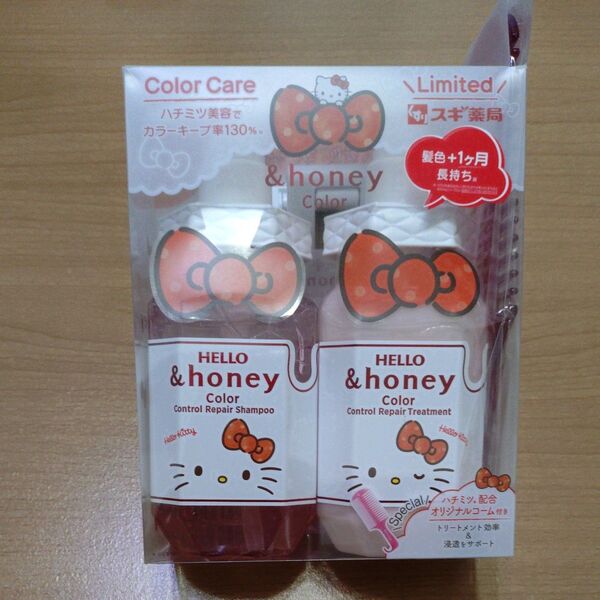 Color Care
ハチミツ美容で
カラーキープ率130%
Limited
スギ薬局
髪色+1ヶ月
長持ち
&honey
Color
HELLO
&honey
Color
Control Repair Shampoo
Hello Kitty
HELLO
&honey
Color
Control Repair Treatment
Hello Kitty
Special
ハチミツ配合
オリジナルコーム付き
トリートメント効率
&
浸透をサポート